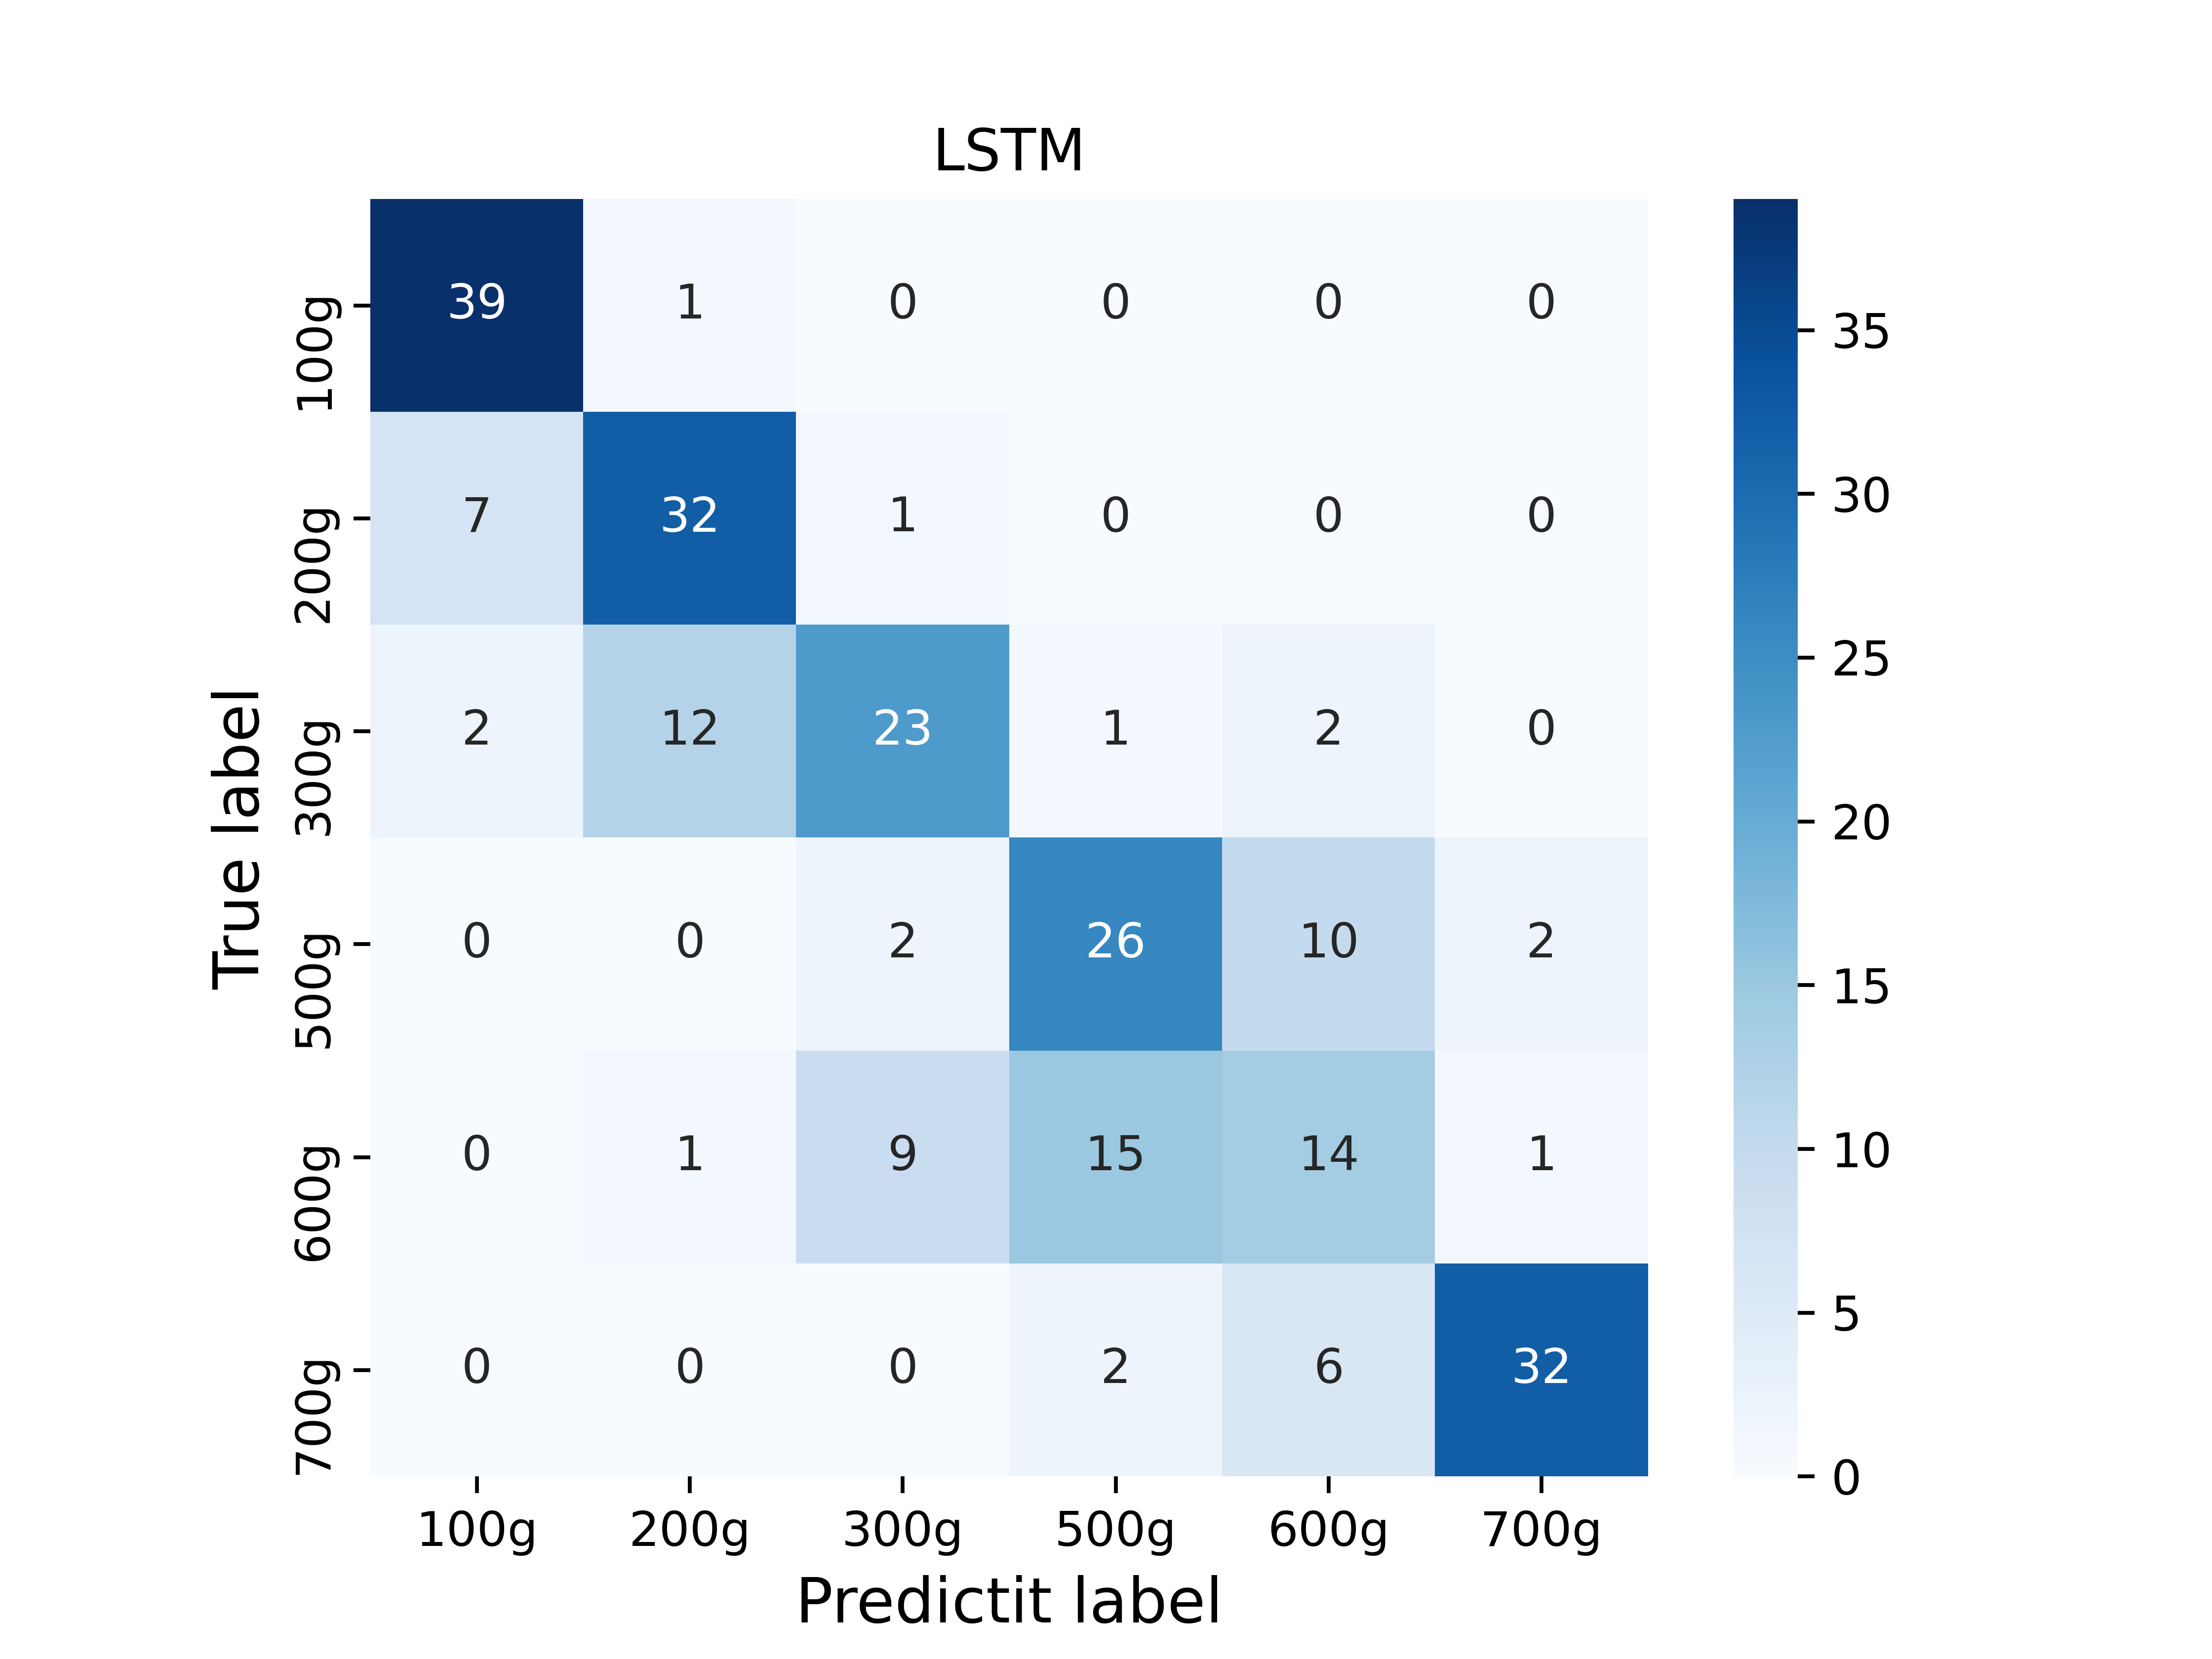 LSTM
100g 39 1 0 0 0 0
200g 7 32 1 0 0 0
300g 2 12 23 1 2 0
500g 0 0 2 26 10 2
600g 0 1 9 15 14 1
700g 0 0 0 2 6 32
True label
100g 200g 300g 500g 600g 700g
Predictit label
35
30
25
20
15
10
5
0